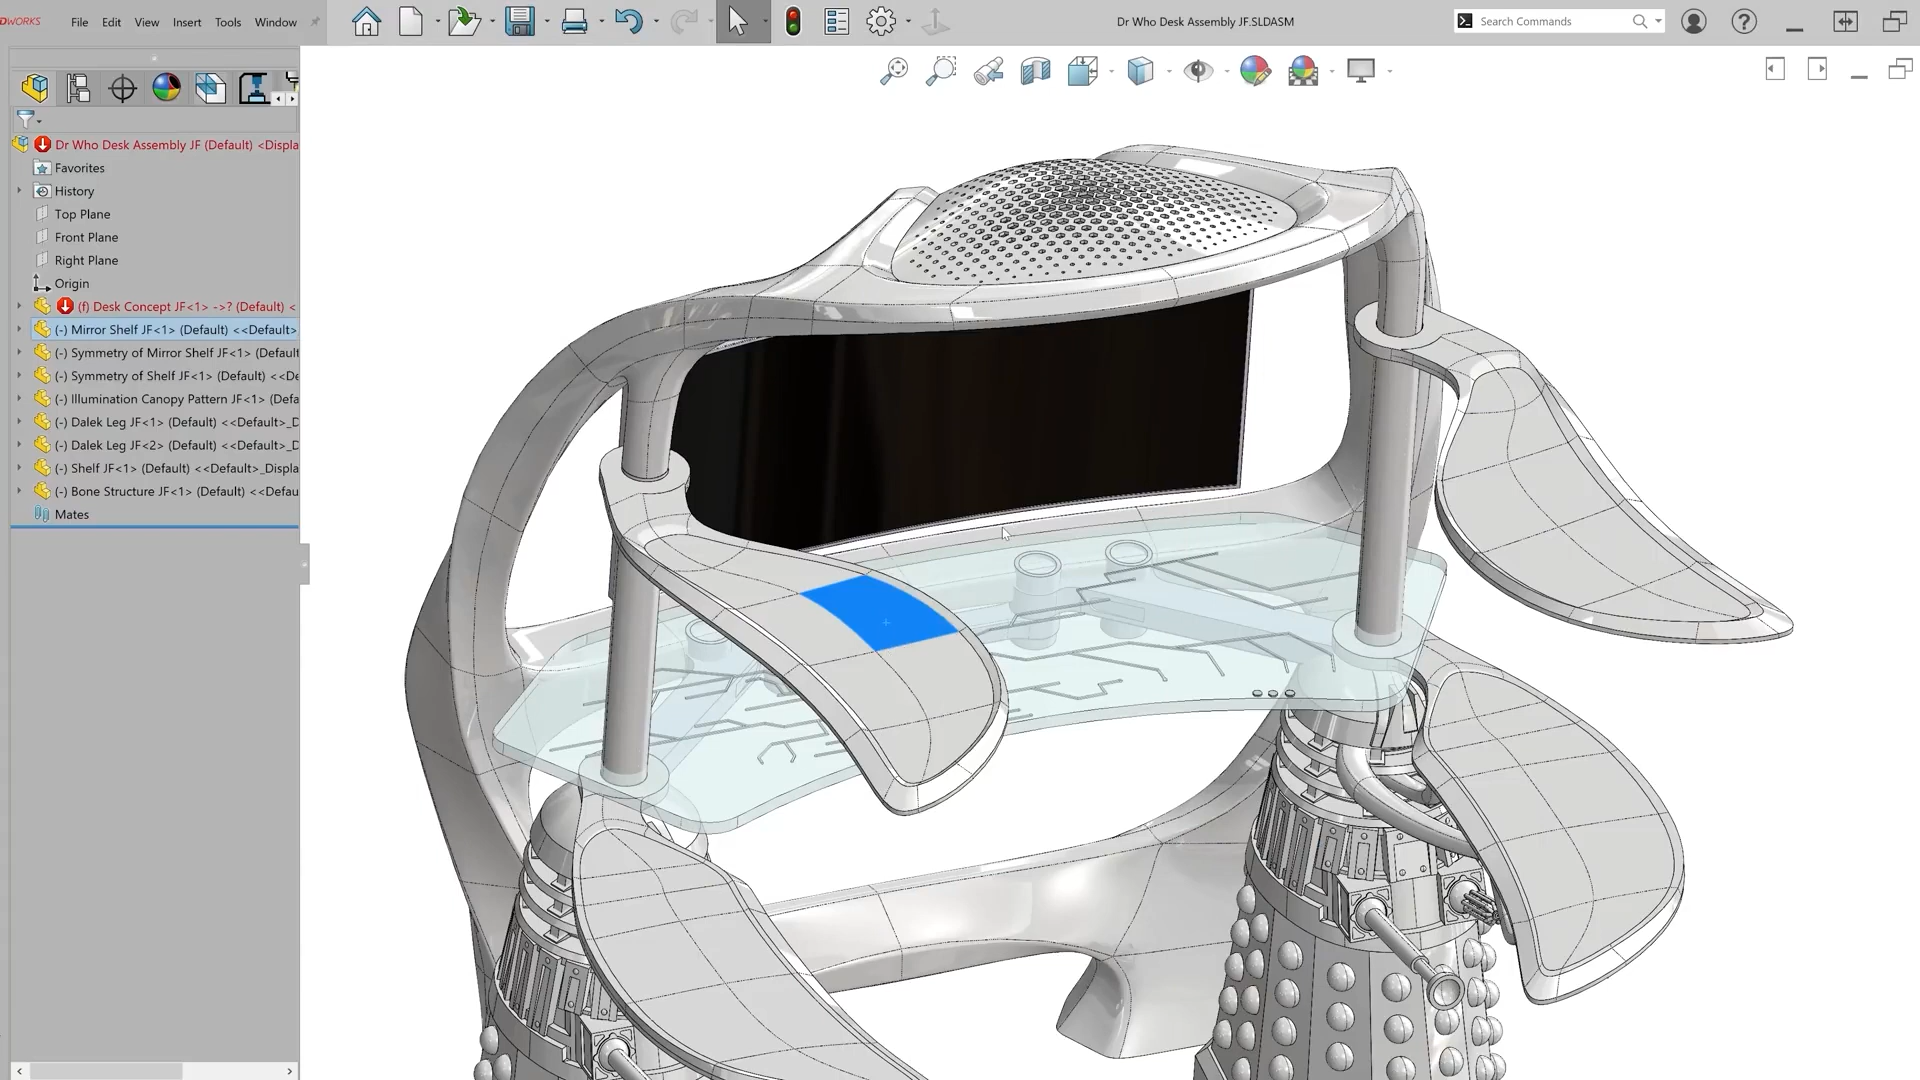 DWORKS File Edit View Insert Tools Window Dr Who Desk Assembly JF.SLDASM Search Commands
Dr Who Desk Assembly JF (Default) <Displa
Favorites
History
Top Plane
Front Plane
Right Plane
Origin
(f) Desk Concept JF<1> ->? (Default) <
(-) Mirror Shelf JF<1> (Default) <<Default>
(-) Symmetry of Mirror Shelf JF<1> (Default
(-) Symmetry of Shelf JF<1> (Default) <<De
(-) Illumination Canopy Pattern JF<1> (Defa
(-) Dalek Leg JF<1> (Default) <<Default>_D
(-) Dalek Leg JF<2> (Default) <<Default>_D
(-) Shelf JF<1> (Default) <<Default>_Displa
(-) Bone Structure JF<1> (Default) <<Defau
Mates